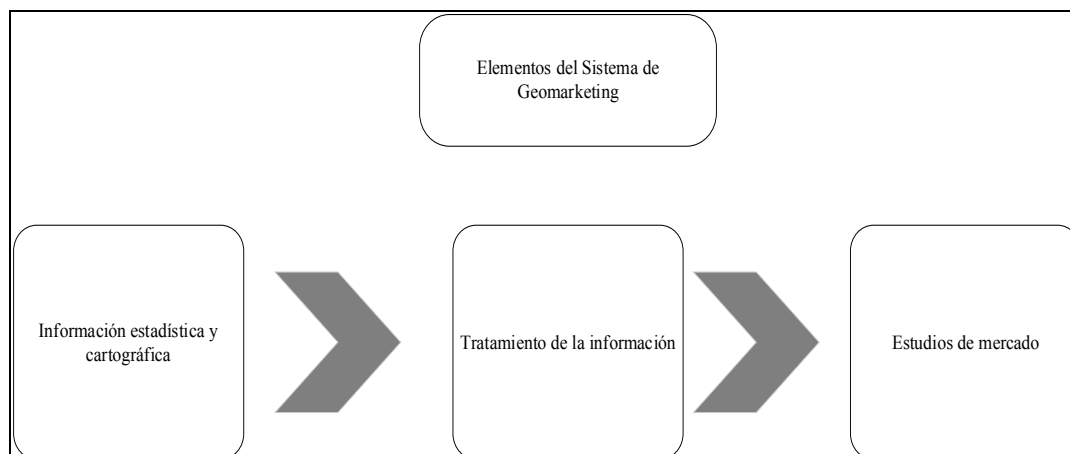 Elementos del Sistema de
Geomarketing
Información estadística y
cartográfica
Tratamiento de la información
Estudios de mercado